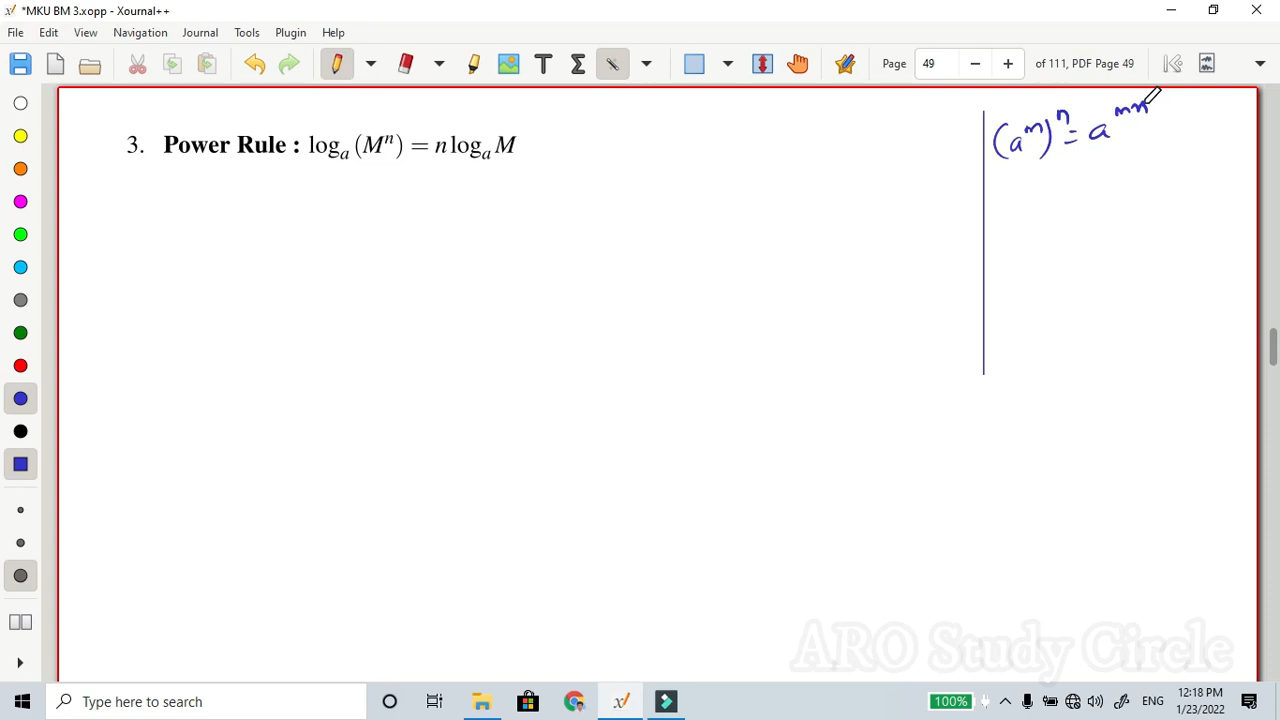 *MKU BM 3.xopp - Xournal++
File Edit View Navigation Journal Tools Plugin Help
Page 49 of 111, PDF Page 49
3. Power Rule : logₐ (Mⁿ) = n logₐ M
(aᵐ)ⁿ = aᵐⁿ
ARO Study Circle
Type here to search
100%
ENG
12:18 PM
1/23/2022